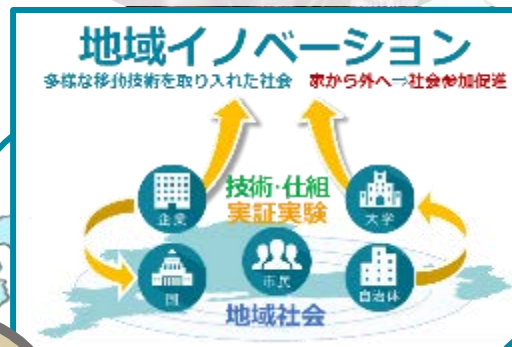 地域イノベーション
多様な移動技術を取り入れた社会 家から外へ→社会参加促進
技術・仕組
実証実験
企業
大学
国
市民
自治体
地域社会